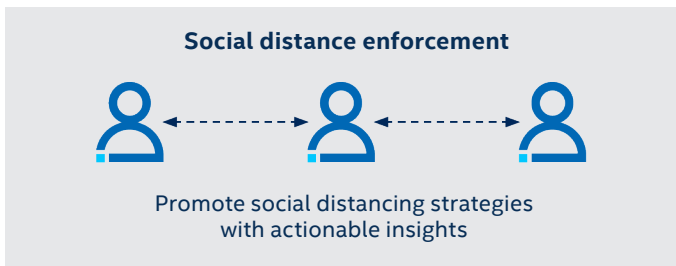 Social distance enforcement
Promote social distancing strategies
with actionable insights